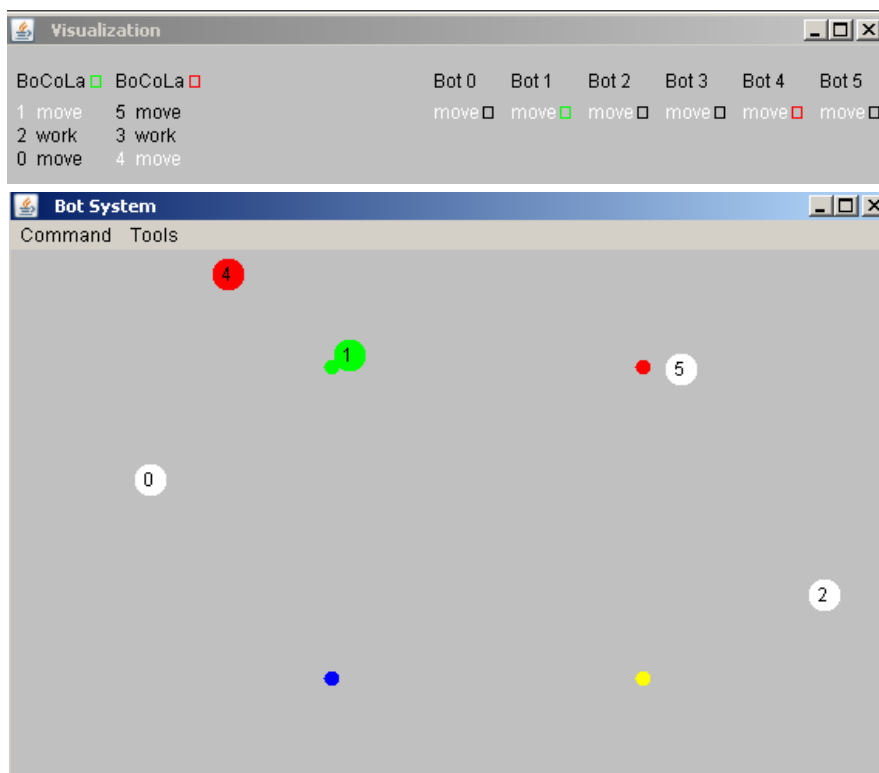 Visualization
BoCoLa BoCoLa Bot 0 Bot 1 Bot 2 Bot 3 Bot 4 Bot 5
1 move 5 move move move move move move move
2 work 3 work
0 move 4 move
Bot System
Command Tools
4
1
5
0
2